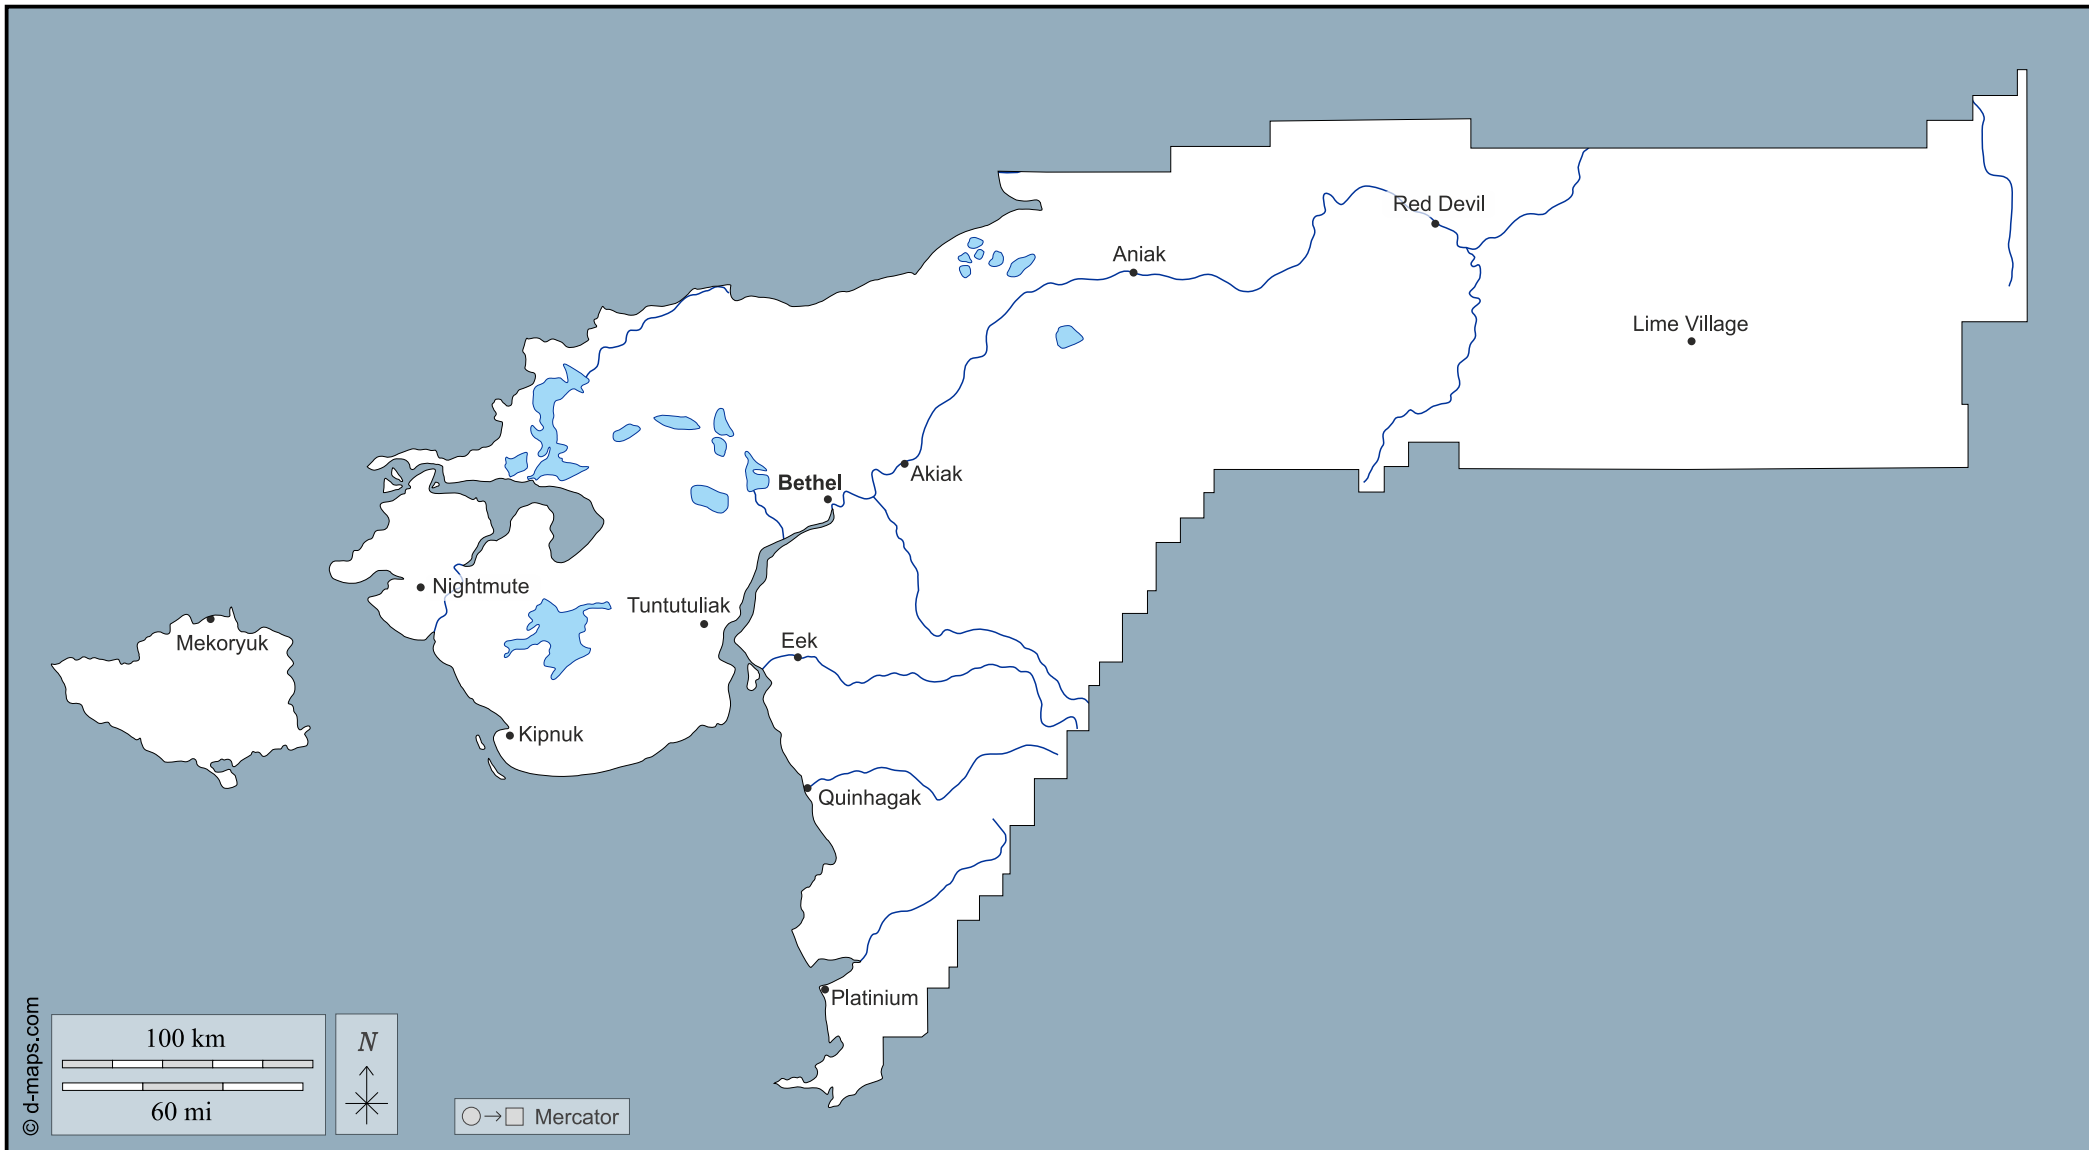 Red Devil
Aniak
Lime Village
Akiak
Bethel
Nightmute
Tuntutuliak
Mekoryuk
Eek
Kipnuk
Quinhagak
Platinium
© d-maps.com
100 km
60 mi
N
Mercator